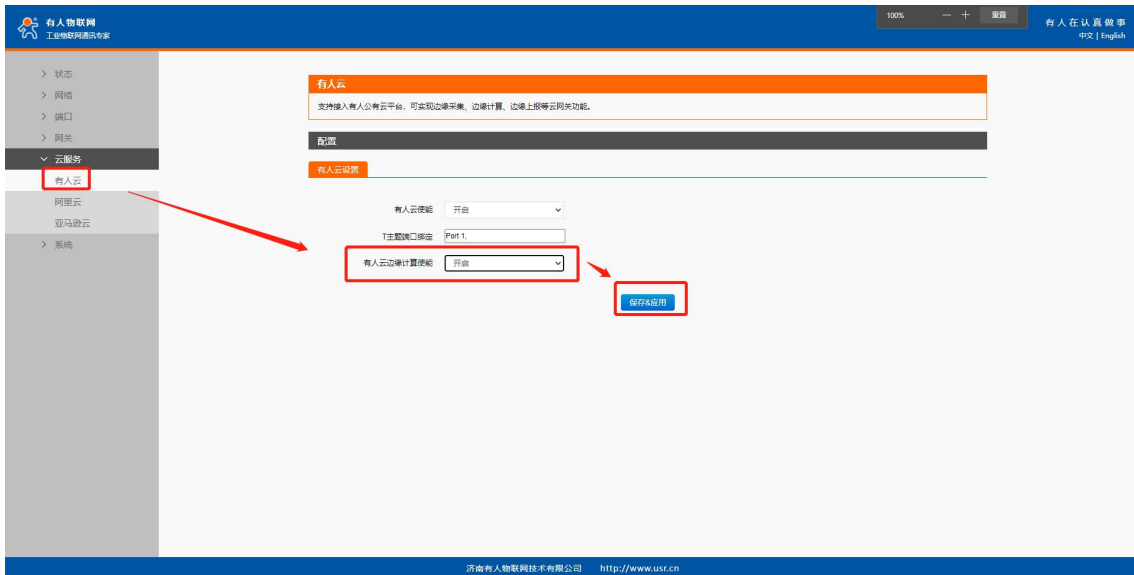 有人物联网
工业物联网通讯专家
100% — + 重置
有人在认真做事
中文 | English
状态
网络
端口
网关
云服务
有人云
阿里云
亚马逊云
系统
有人云
支持接入有人公有云平台,可实现边缘采集、边缘计算、边缘上报等云网关功能。
配置
有人云设置
有人云使能 开启
T主题端口绑定 Port 1,
有人云边缘计算使能 开启
保存&应用
济南有人物联网技术有限公司 http://www.usr.cn